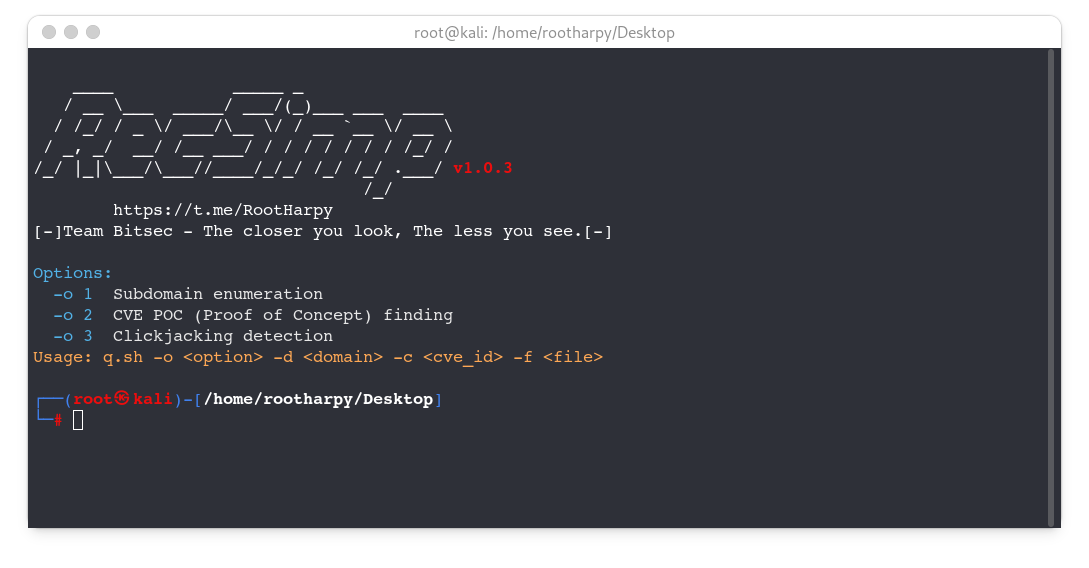 root@kali: /home/rootharpy/Desktop
    ____            _____ _
   / __ \___  _____/ ___/(_)___ ___  ____
  / /_/ / _ \/ ___/\__ \/ / __ `__ \/ __ \
 / _, _/  __/ /__ ___/ / / / / / / / /_/ /
/_/ |_|\___/\___//____/_/_/ /_/ /_/ .___/ v1.0.3
                                 /_/
https://t.me/RootHarpy
[-]Team Bitsec - The closer you look, The less you see.[-]
Options:
-o 1  Subdomain enumeration
-o 2  CVE POC (Proof of Concept) finding
-o 3  Clickjacking detection
Usage: q.sh -o <option> -d <domain> -c <cve_id> -f <file>
┌──(root㉿kali)-[/home/rootharpy/Desktop]
└─#